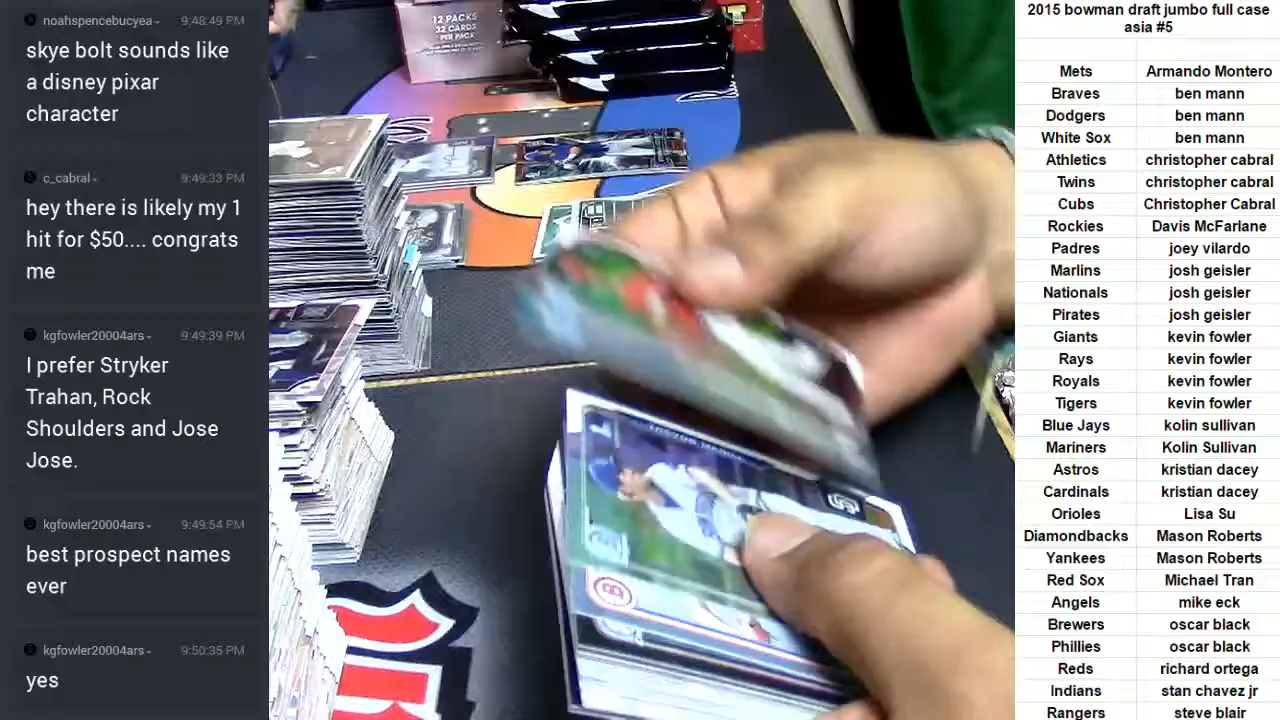 noahspencebucyea 9:48:49 PM
skye bolt sounds like
a disney pixar
character
c_cabral 9:49:33 PM
hey there is likely my 1
hit for $50.... congrats
me
kgfowler20004ars 9:49:39 PM
I prefer Stryker
Trahan, Rock
Shoulders and Jose
Jose.
kgfowler20004ars 9:49:54 PM
best prospect names
ever
kgfowler20004ars 9:50:35 PM
yes
12 PACKS
32 CARDS
PER PACK
2015 bowman draft jumbo full case
asia #5
Mets Armando Montero
Braves ben mann
Dodgers ben mann
White Sox ben mann
Athletics christopher cabral
Twins christopher cabral
Cubs Christopher Cabral
Rockies Davis McFarlane
Padres joey vilardo
Marlins josh geisler
Nationals josh geisler
Pirates josh geisler
Giants kevin fowler
Rays kevin fowler
Royals kevin fowler
Tigers kevin fowler
Blue Jays kolin sullivan
Mariners Kolin Sullivan
Astros kristian dacey
Cardinals kristian dacey
Orioles Lisa Su
Diamondbacks Mason Roberts
Yankees Mason Roberts
Red Sox Michael Tran
Angels mike eck
Brewers oscar black
Phillies oscar black
Reds richard ortega
Indians stan chavez jr
Rangers steve blair